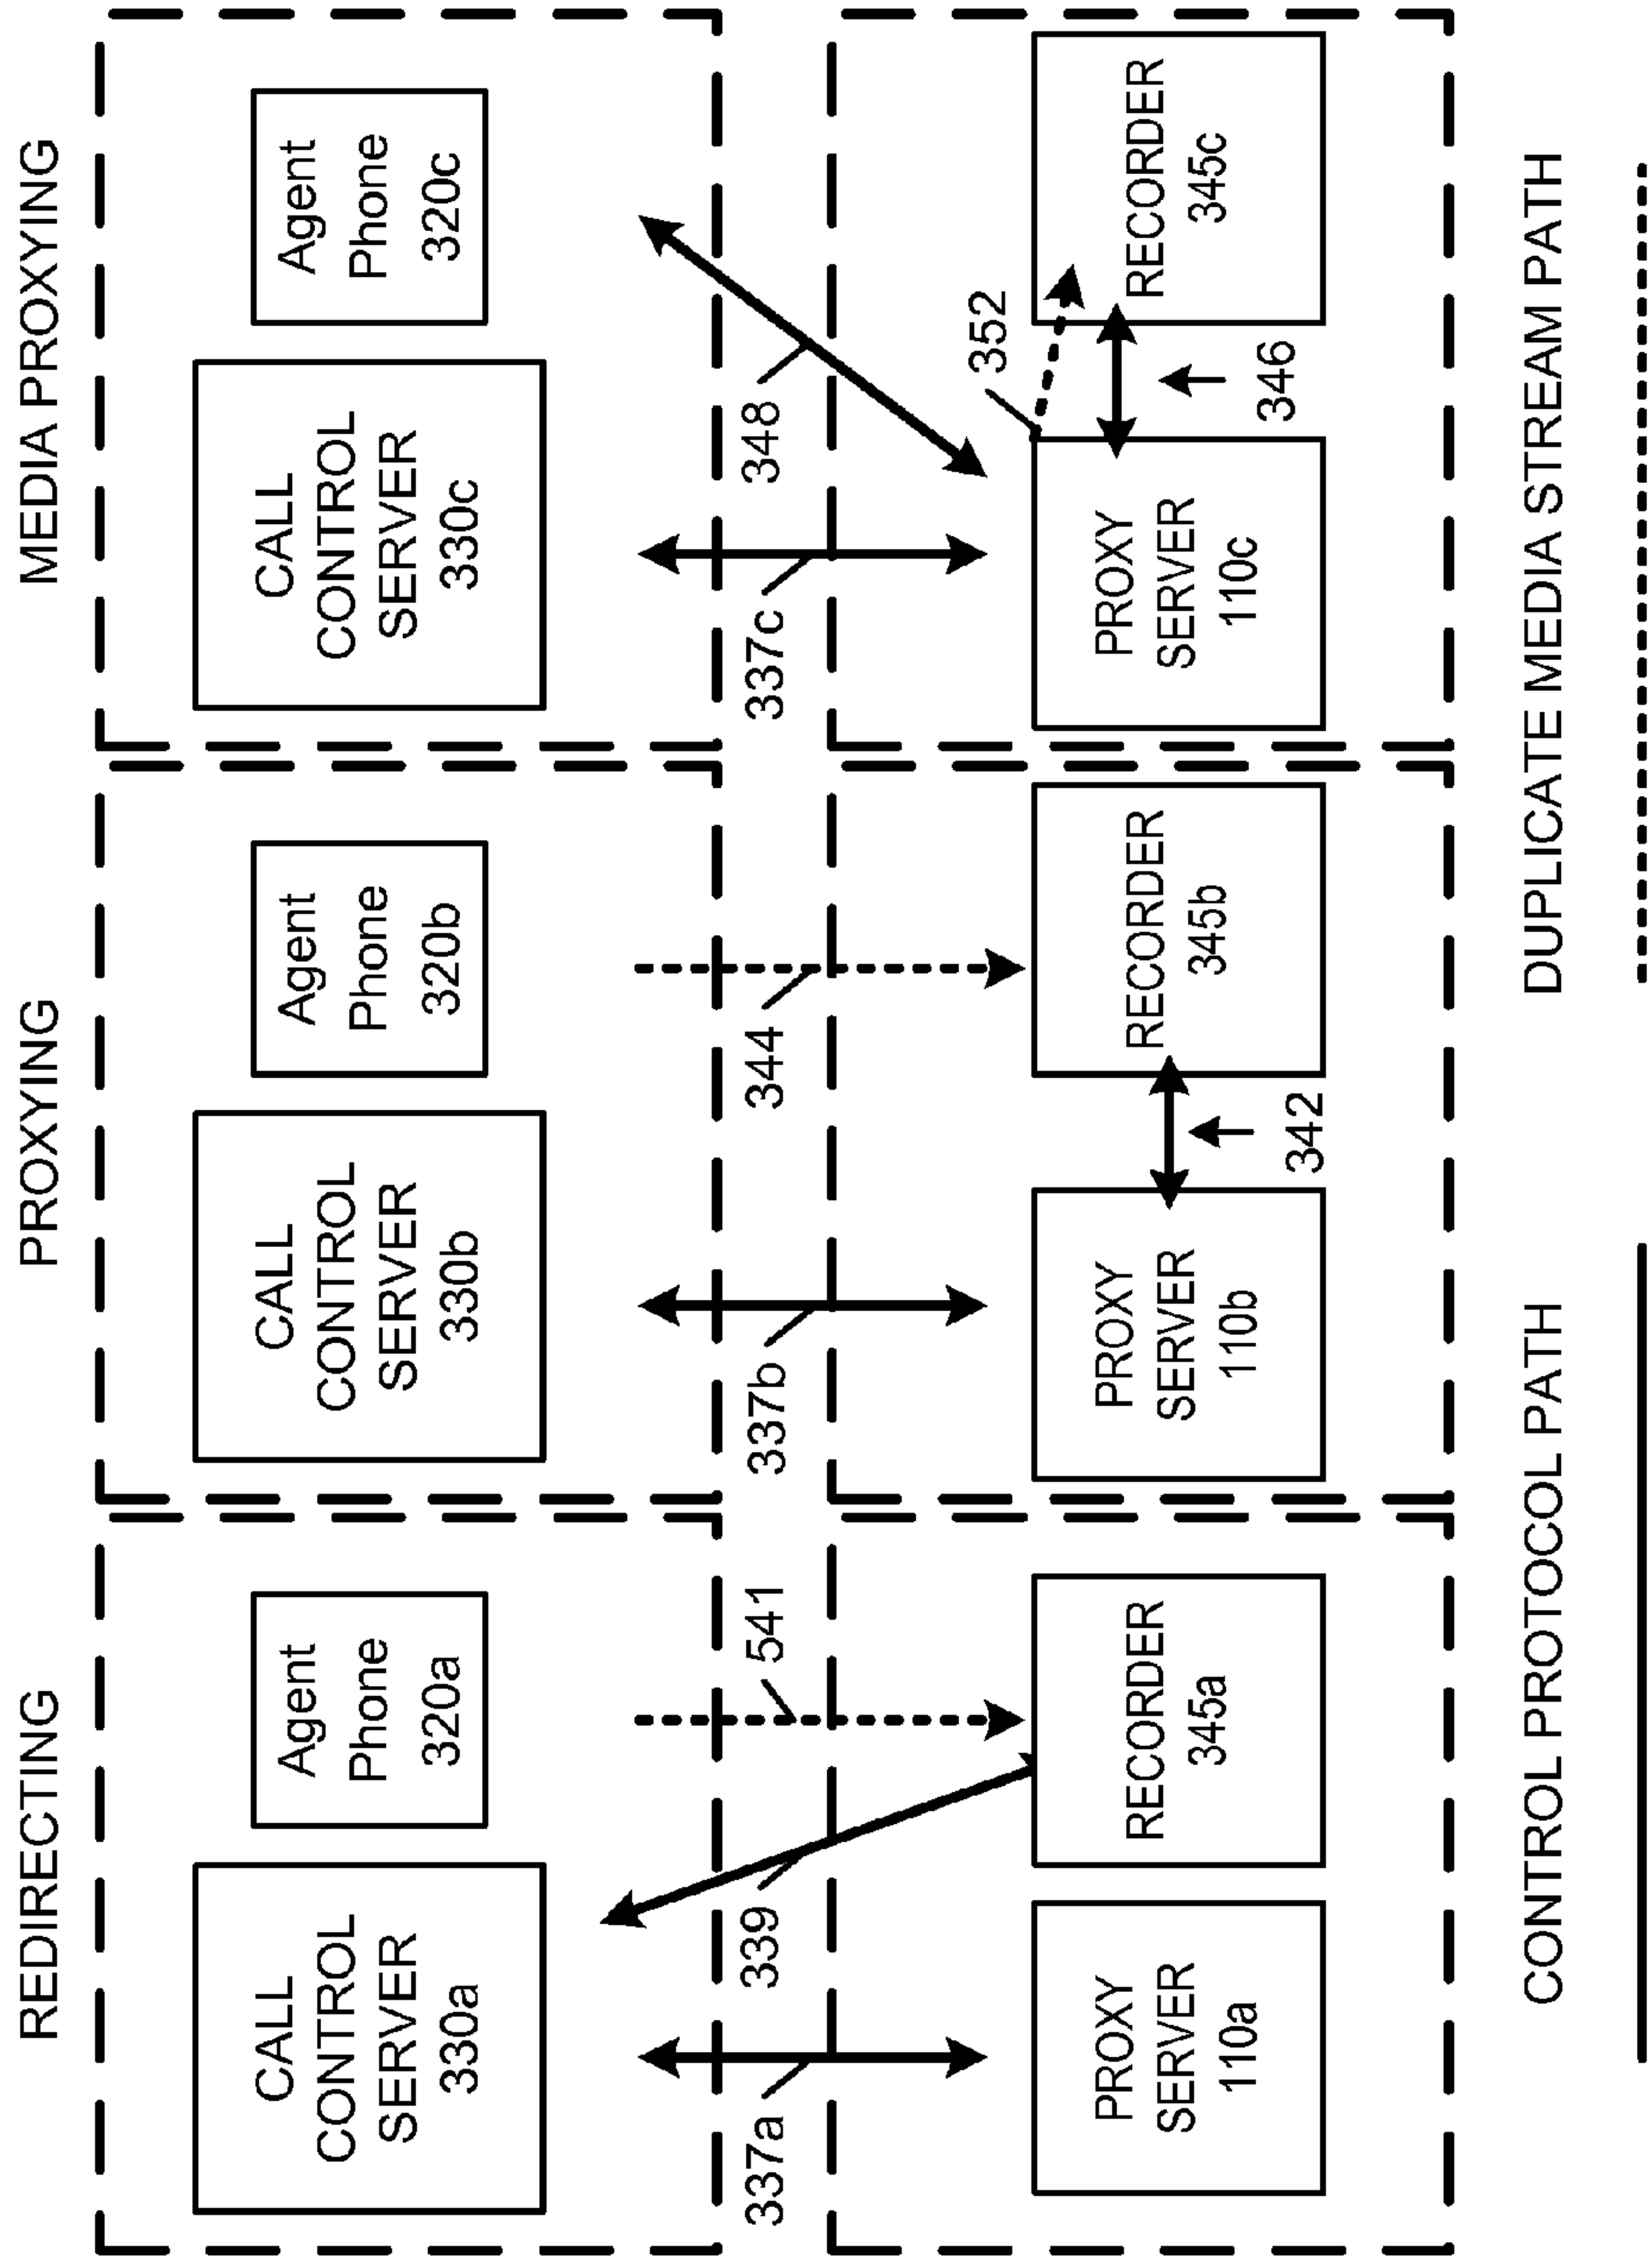 REDIRECTING
PROXYING
MEDIA PROXYING
CALL
CONTROL
SERVER
330a
Agent
Phone
320a
CALL
CONTROL
SERVER
330b
Agent
Phone
320b
CALL
CONTROL
SERVER
330c
Agent
Phone
320c
337a
339
541
337b
344
337c
348
352
PROXY
SERVER
110a
RECORDER
345a
PROXY
SERVER
110b
342
RECORDER
345b
PROXY
SERVER
110c
346
RECORDER
345c
CONTROL PROTOCOL PATH
DUPLICATE MEDIA STREAM PATH